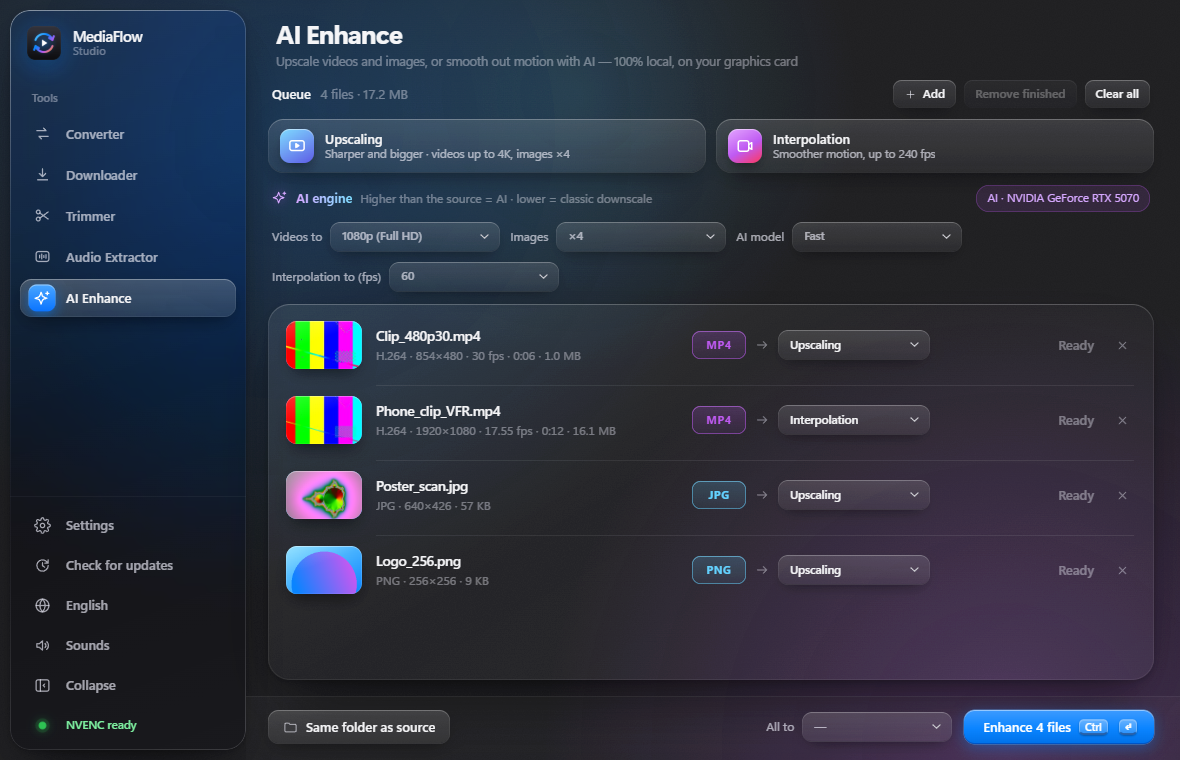 MediaFlow
Studio
Tools
Converter
Downloader
Trimmer
Audio Extractor
AI Enhance
Settings
Check for updates
English
Sounds
Collapse
NVENC ready
AI Enhance
Upscale videos and images, or smooth out motion with AI — 100% local, on your graphics card
Queue 4 files · 17.2 MB
+ Add Remove finished Clear all
Upscaling
Sharper and bigger · videos up to 4K, images ×4
Interpolation
Smoother motion, up to 240 fps
AI engine Higher than the source = AI · lower = classic downscale
AI · NVIDIA GeForce RTX 5070
Videos to 1080p (Full HD) Images ×4 AI model Fast
Interpolation to (fps) 60
Clip_480p30.mp4
H.264 · 854×480 · 30 fps · 0:06 · 1.0 MB
MP4 → Upscaling Ready ×
Phone_clip_VFR.mp4
H.264 · 1920×1080 · 17.55 fps · 0:12 · 16.1 MB
MP4 → Interpolation Ready ×
Poster_scan.jpg
JPG · 640×426 · 57 KB
JPG → Upscaling Ready ×
Logo_256.png
PNG · 256×256 · 9 KB
PNG → Upscaling Ready ×
Same folder as source
All to —
Enhance 4 files Ctrl ⏎